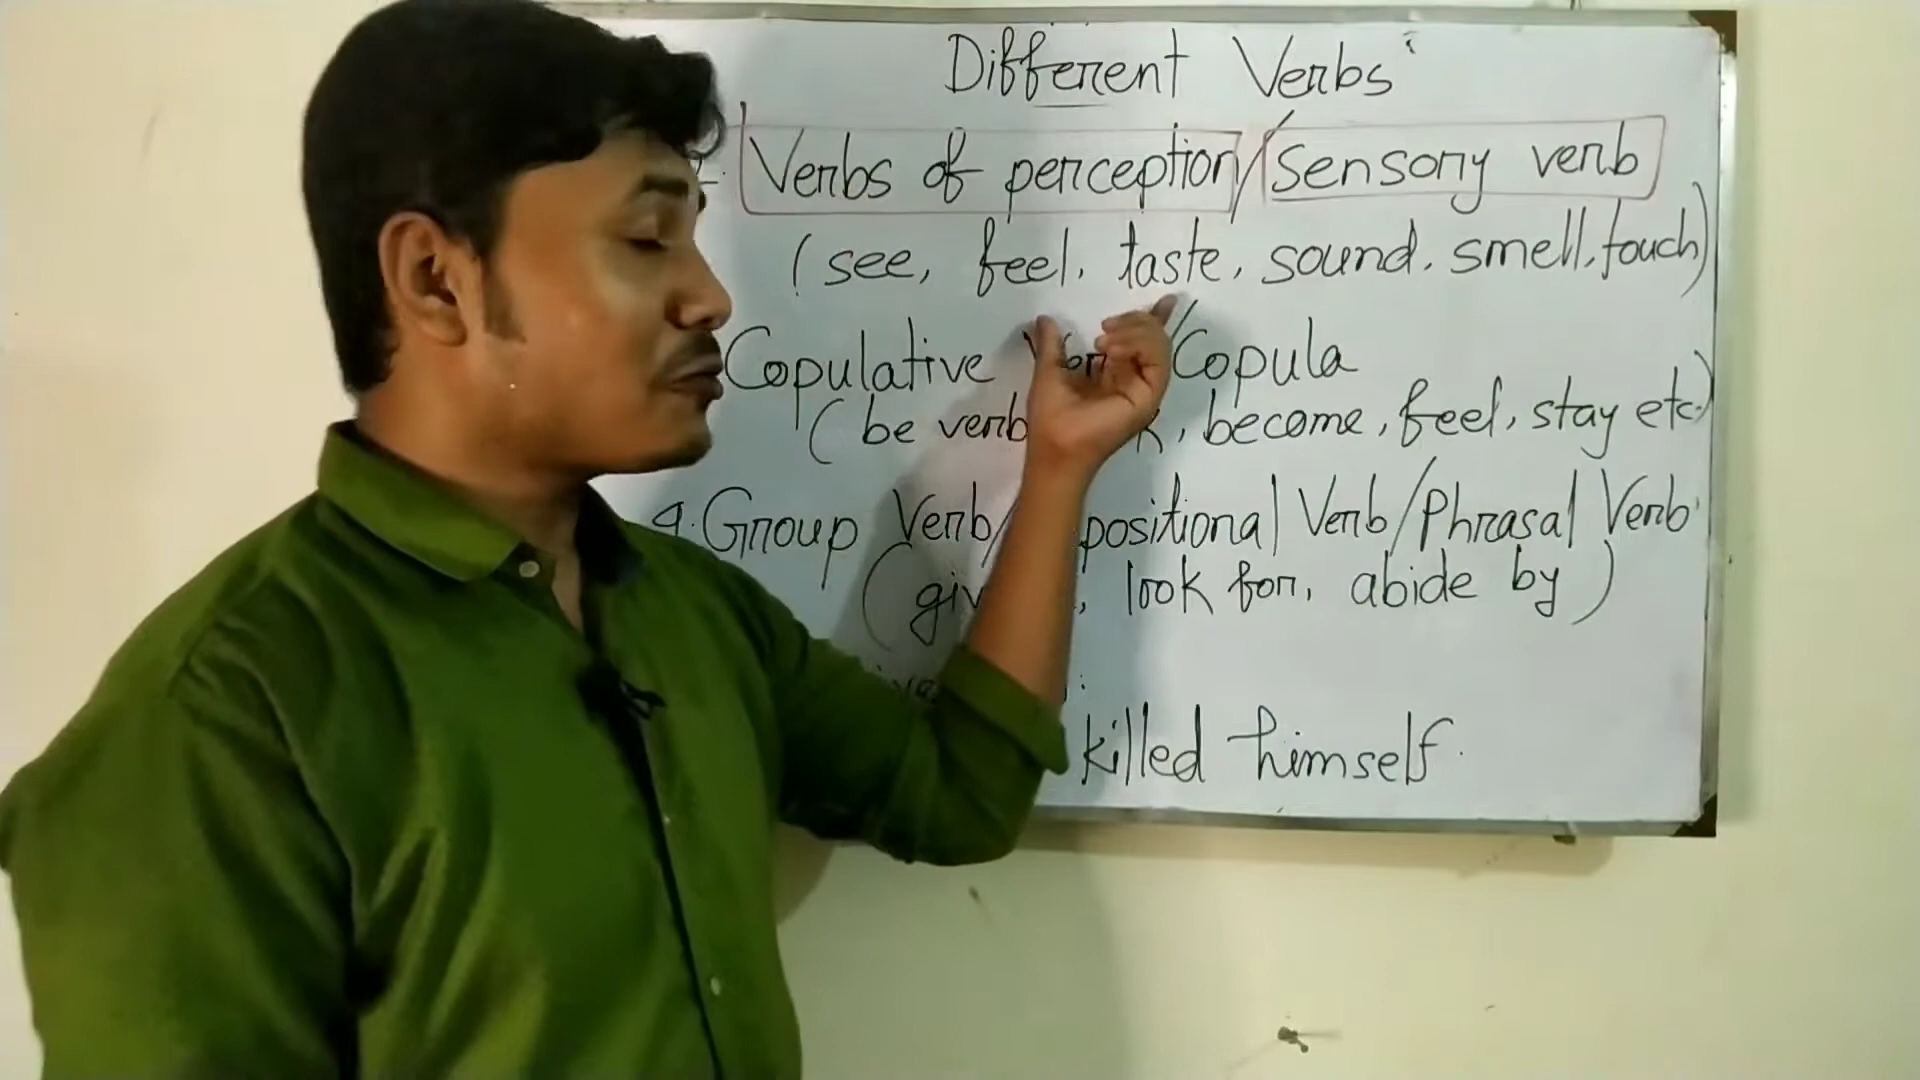 Different Verbs:
Verbs of perception/Sensory verb
(see, feel, taste, sound, smell, touch)
Copulative /Copula
(be verb , become, feel, stay etc.)
4. Group Verb/ positional Verb/Phrasal Verb
( , look for, abide by)
killed himself.